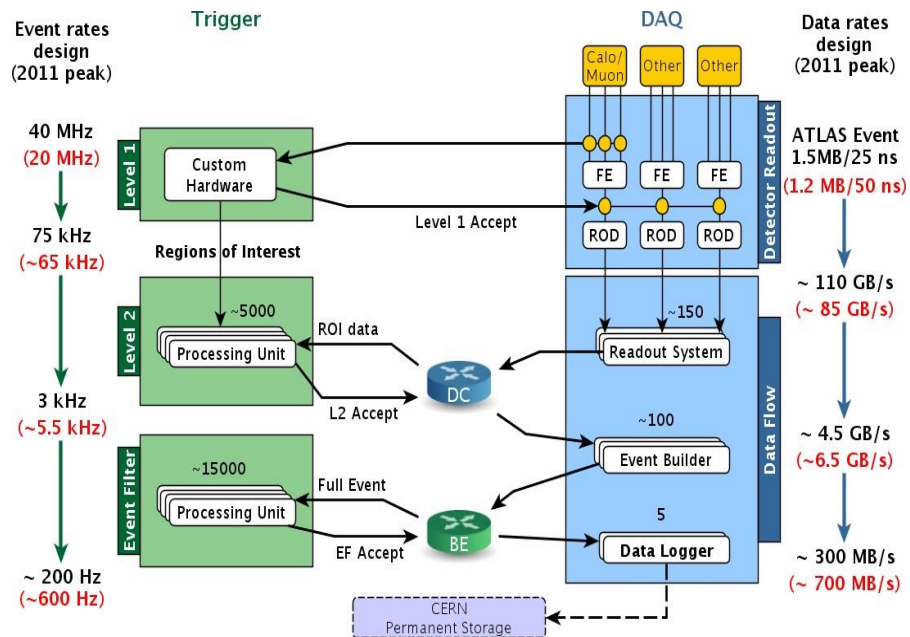 Event rates
design
(2011 peak)
Trigger
DAQ
Data rates
design
(2011 peak)
Calo/
Muon
Other
Other
40 MHz
(20 MHz)
Level 1
Custom
Hardware
FE
FE
FE
Level 1 Accept
ROD
ROD
ROD
Detector Readout
ATLAS Event
1.5MB/25 ns
(1.2 MB/50 ns)
75 kHz
(~65 kHz)
Regions of Interest
~ 110 GB/s
(~ 85 GB/s)
Level 2
~5000
Processing Unit
ROI data
L2 Accept
DC
~150
Readout System
3 kHz
(~5.5 kHz)
~100
Event Builder
Data Flow
~ 4.5 GB/s
(~6.5 GB/s)
Event Filter
~15000
Processing Unit
Full Event
EF Accept
BE
5
Data Logger
~ 200 Hz
(~600 Hz)
~ 300 MB/s
(~ 700 MB/s)
CERN
Permanent Storage